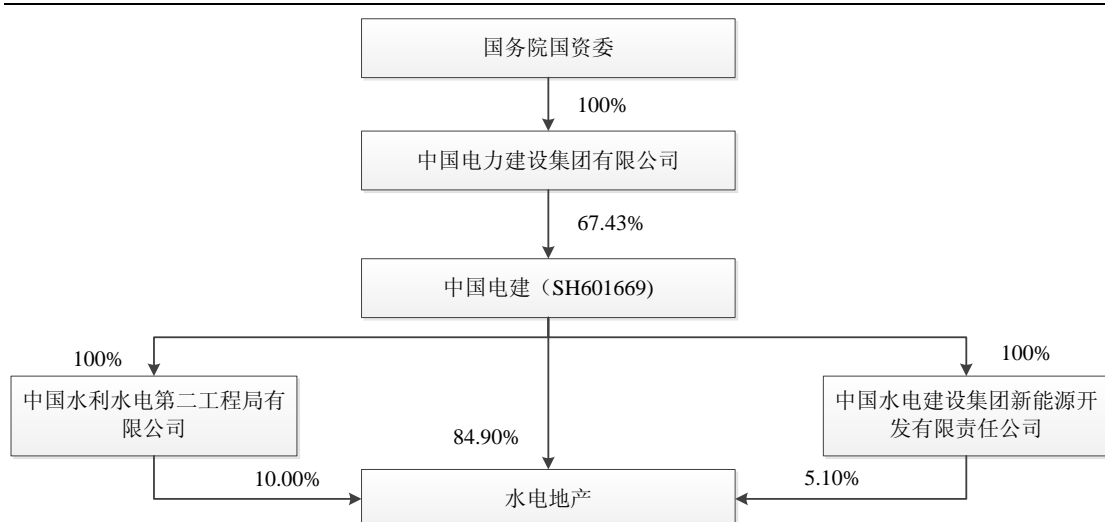 国务院国资委
100%
中国电力建设集团有限公司
67.43%
中国电建（SH601669)
100%
100%
中国水利水电第二工程局有
限公司
中国水电建设集团新能源开
发有限责任公司
84.90%
10.00%
5.10%
水电地产